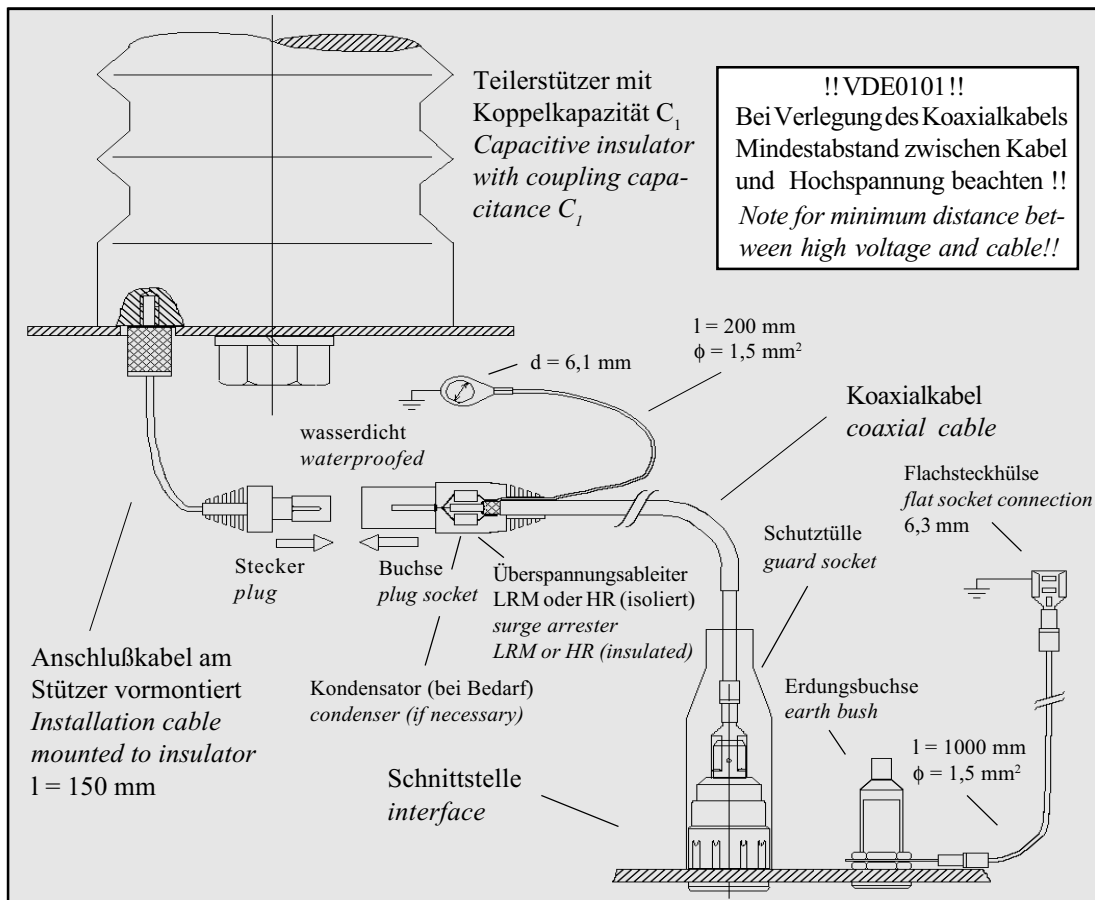 Teilerstützer mit
Koppelkapazität C₁
Capacitive insulator
with coupling capa-
citance C₁
!! VDE0101 !!
Bei Verlegung des Koaxialkabels
Mindestabstand zwischen Kabel
und Hochspannung beachten !!
Note for minimum distance bet-
ween high voltage and cable!!
l = 200 mm
ϕ = 1,5 mm²
d = 6,1 mm
wasserdicht
waterproofed
Koaxialkabel
coaxial cable
Flachsteckhülse
flat socket connection
6,3 mm
Schutztülle
guard socket
Stecker
plug
Buchse
plug socket
Überspannungsableiter
LRM oder HR (isoliert)
surge arrester
LRM or HR (insulated)
Anschlußkabel am
Stützer vormontiert
Installation cable
mounted to insulator
l = 150 mm
Kondensator (bei Bedarf)
condenser (if necessary)
Erdungsbuchse
earth bush
l = 1000 mm
ϕ = 1,5 mm²
Schnittstelle
interface